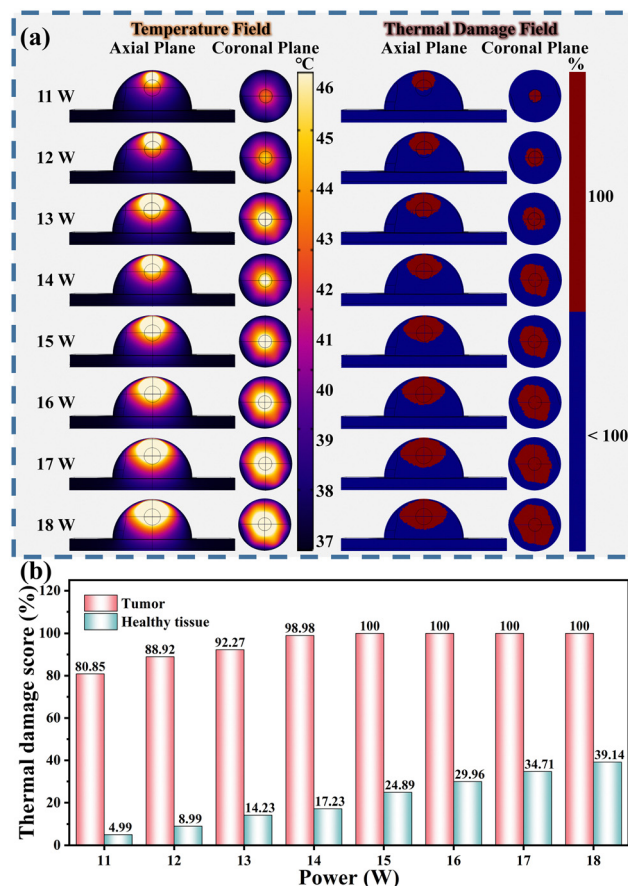 (a)
Temperature Field
Thermal Damage Field
Axial Plane Coronal Plane
Axial Plane Coronal Plane
°C
%
11 W
12 W
13 W
14 W
15 W
16 W
17 W
18 W
46
45
44
43
42
41
40
39
38
37
100
< 100
(b)
Thermal damage score (%)
120
100
80
60
40
20
0
Tumor
Healthy tissue
80.85
4.99
88.92
8.99
92.27
14.23
98.98
17.23
100
24.89
100
29.96
100
34.71
100
39.14
11 12 13 14 15 16 17 18
Power (W)